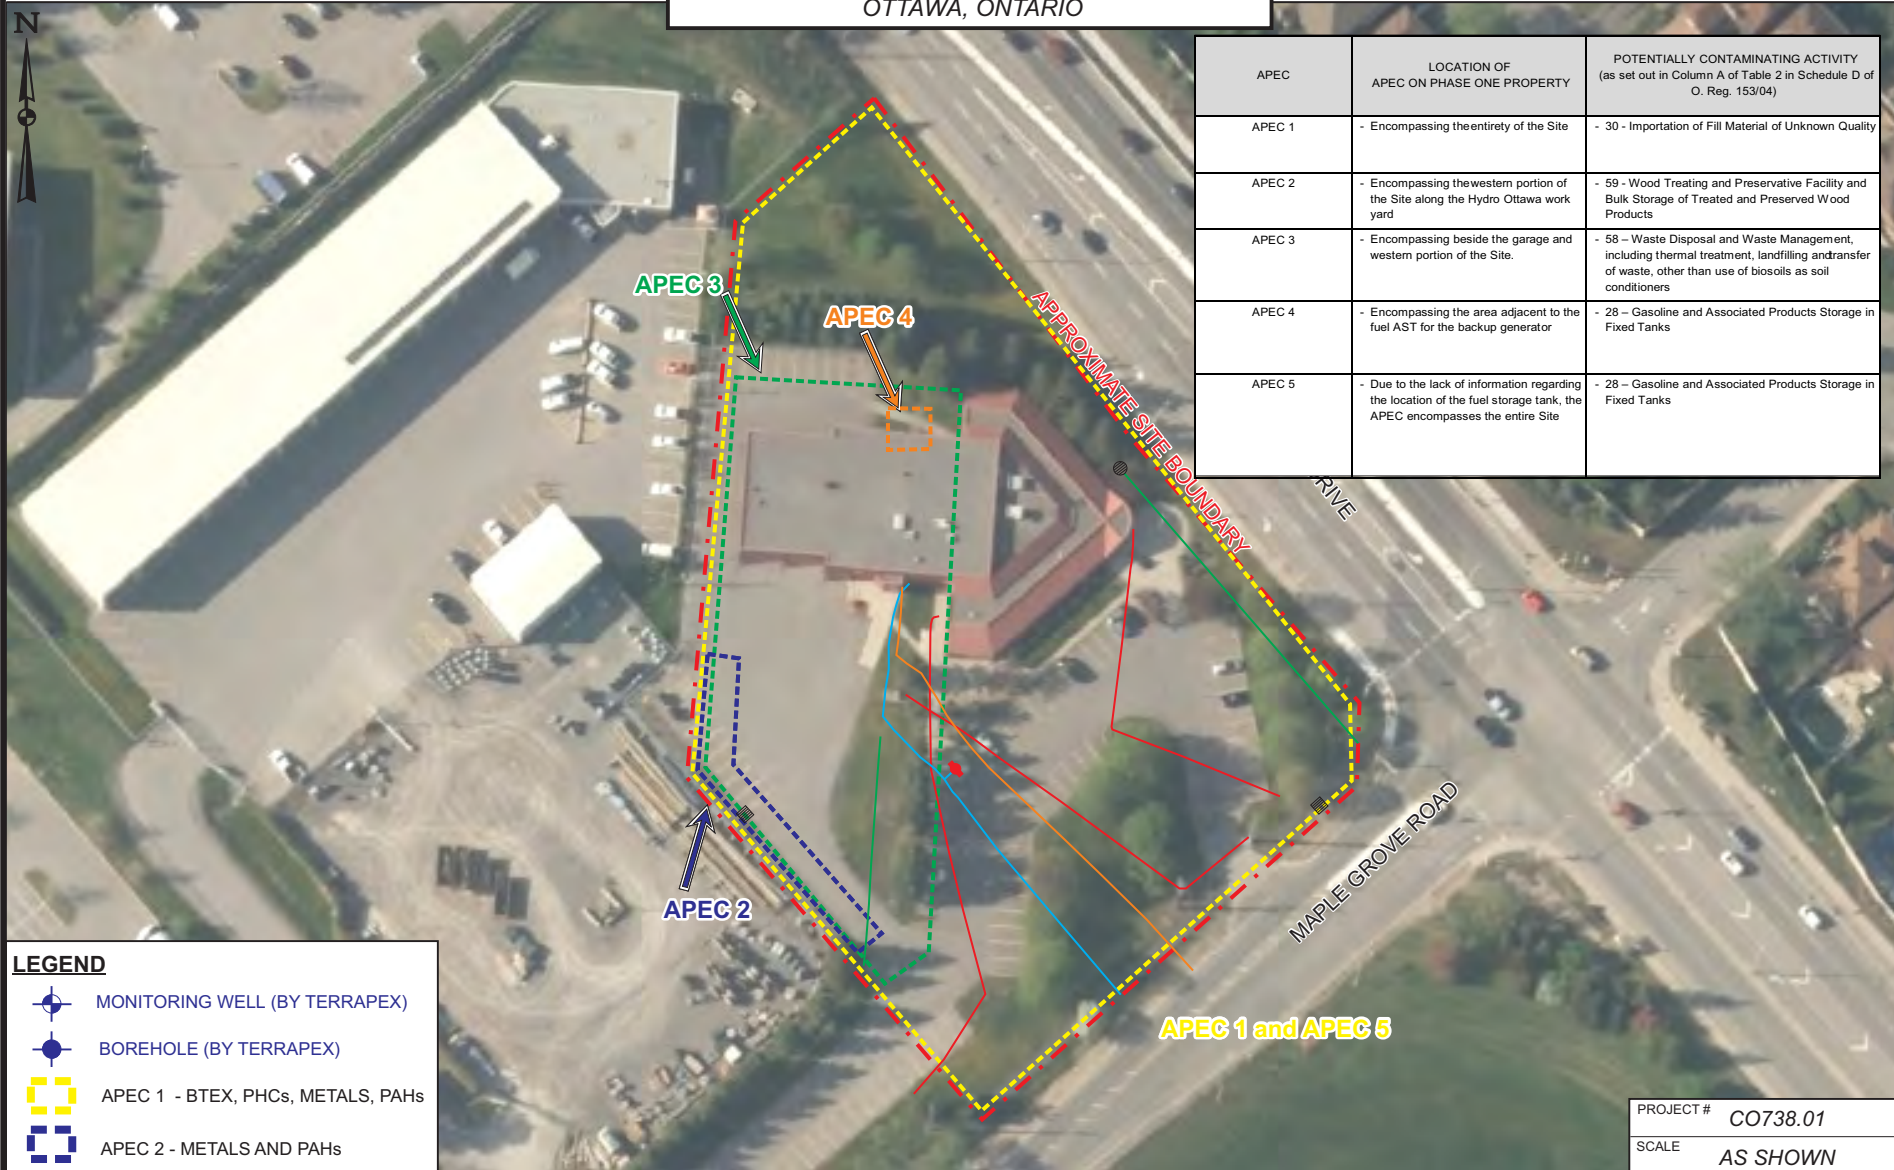 OTTAWA, ONTARIO
N
APEC
LOCATION OF
APEC ON PHASE ONE PROPERTY
POTENTIALLY CONTAMINATING ACTIVITY
(as set out in Column A of Table 2 in Schedule D of
O. Reg. 153/04)
APEC 1
- Encompassing theentirety of the Site
- 30 - Importation of Fill Material of Unknown Quality
APEC 2
- Encompassing thewestern portion of
the Site along the Hydro Ottawa work
yard
- 59 - Wood Treating and Preservative Facility and
Bulk Storage of Treated and Preserved Wood
Products
APEC 3
- Encompassing beside the garage and
western portion of the Site.
- 58 – Waste Disposal and Waste Management,
including thermal treatment, landfilling andtransfer
of waste, other than use of biosoils as soil
conditioners
APEC 4
- Encompassing the area adjacent to the
fuel AST for the backup generator
- 28 – Gasoline and Associated Products Storage in
Fixed Tanks
APEC 5
- Due to the lack of information regarding
the location of the fuel storage tank, the
APEC encompasses the entire Site
- 28 – Gasoline and Associated Products Storage in
Fixed Tanks
APEC 3
APEC 4
APPROXIMATE SITE BOUNDARY
RIVE
MAPLE GROVE ROAD
APEC 2
APEC 1 and APEC 5
LEGEND
MONITORING WELL (BY TERRAPEX)
BOREHOLE (BY TERRAPEX)
APEC 1 - BTEX, PHCs, METALS, PAHs
APEC 2 - METALS AND PAHs
PROJECT # CO738.01
SCALE AS SHOWN